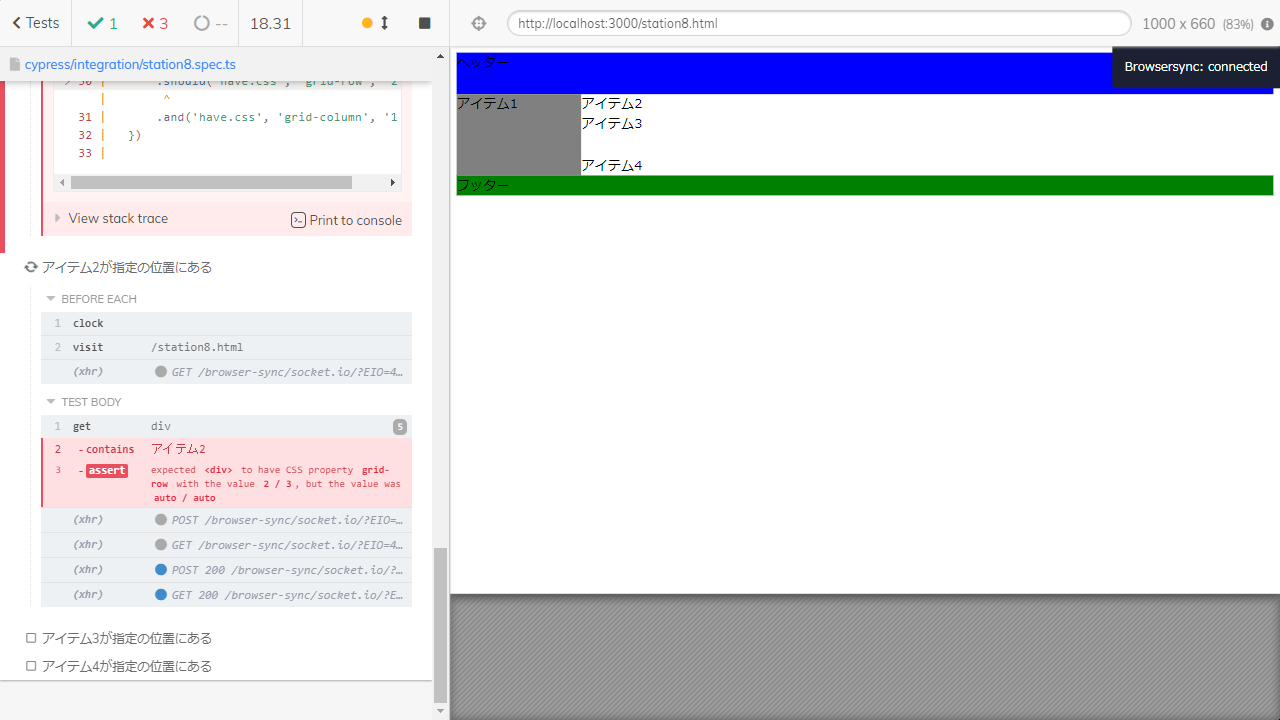 Tests
1
3
--
18.31
http://localhost:3000/station8.html
1000 x 660 (83%)
cypress/integration/station8.spec.ts
30 | .should('have.css', 'grid-row', '2
| ^
31 | .and('have.css', 'grid-column', '1
32 | })
33 |
View stack trace
Print to console
アイテム2が指定の位置にある
BEFORE EACH
1 clock
2 visit /station8.html
(xhr) GET /browser-sync/socket.io/?EIO=4…
TEST BODY
1 get div 5
2 -contains アイテム2
3 -assert expected <div> to have CSS property grid-
row with the value 2 / 3, but the value was
auto / auto
(xhr) POST /browser-sync/socket.io/?EIO=…
(xhr) GET /browser-sync/socket.io/?EIO=4…
(xhr) POST 200 /browser-sync/socket.io/?…
(xhr) GET 200 /browser-sync/socket.io/?E…
アイテム3が指定の位置にある
アイテム4が指定の位置にある
ヘッダー
Browsersync: connected
アイテム1
アイテム2
アイテム3
アイテム4
フッター